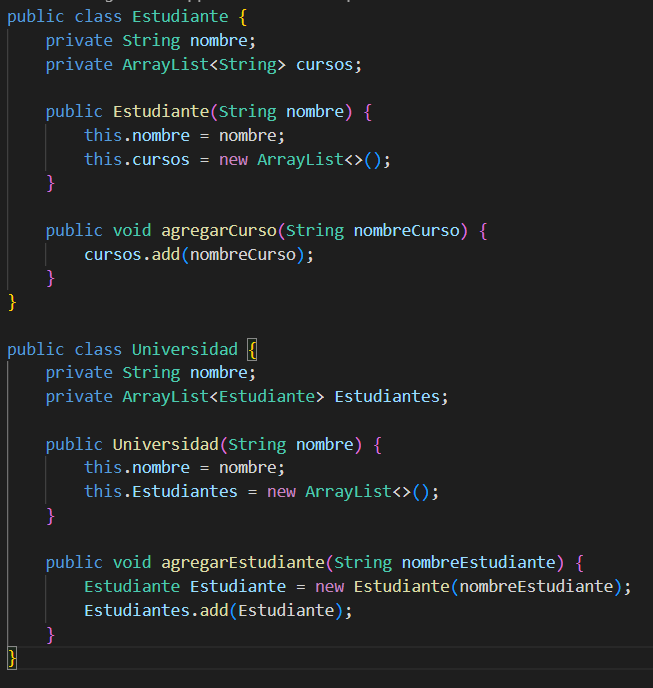 public class Estudiante {
    private String nombre;
    private ArrayList<String> cursos;

    public Estudiante(String nombre) {
        this.nombre = nombre;
        this.cursos = new ArrayList<>();
    }

    public void agregarCurso(String nombreCurso) {
        cursos.add(nombreCurso);
    }
}

public class Universidad {
    private String nombre;
    private ArrayList<Estudiante> Estudiantes;

    public Universidad(String nombre) {
        this.nombre = nombre;
        this.Estudiantes = new ArrayList<>();
    }

    public void agregarEstudiante(String nombreEstudiante) {
        Estudiante Estudiante = new Estudiante(nombreEstudiante);
        Estudiantes.add(Estudiante);
    }
}